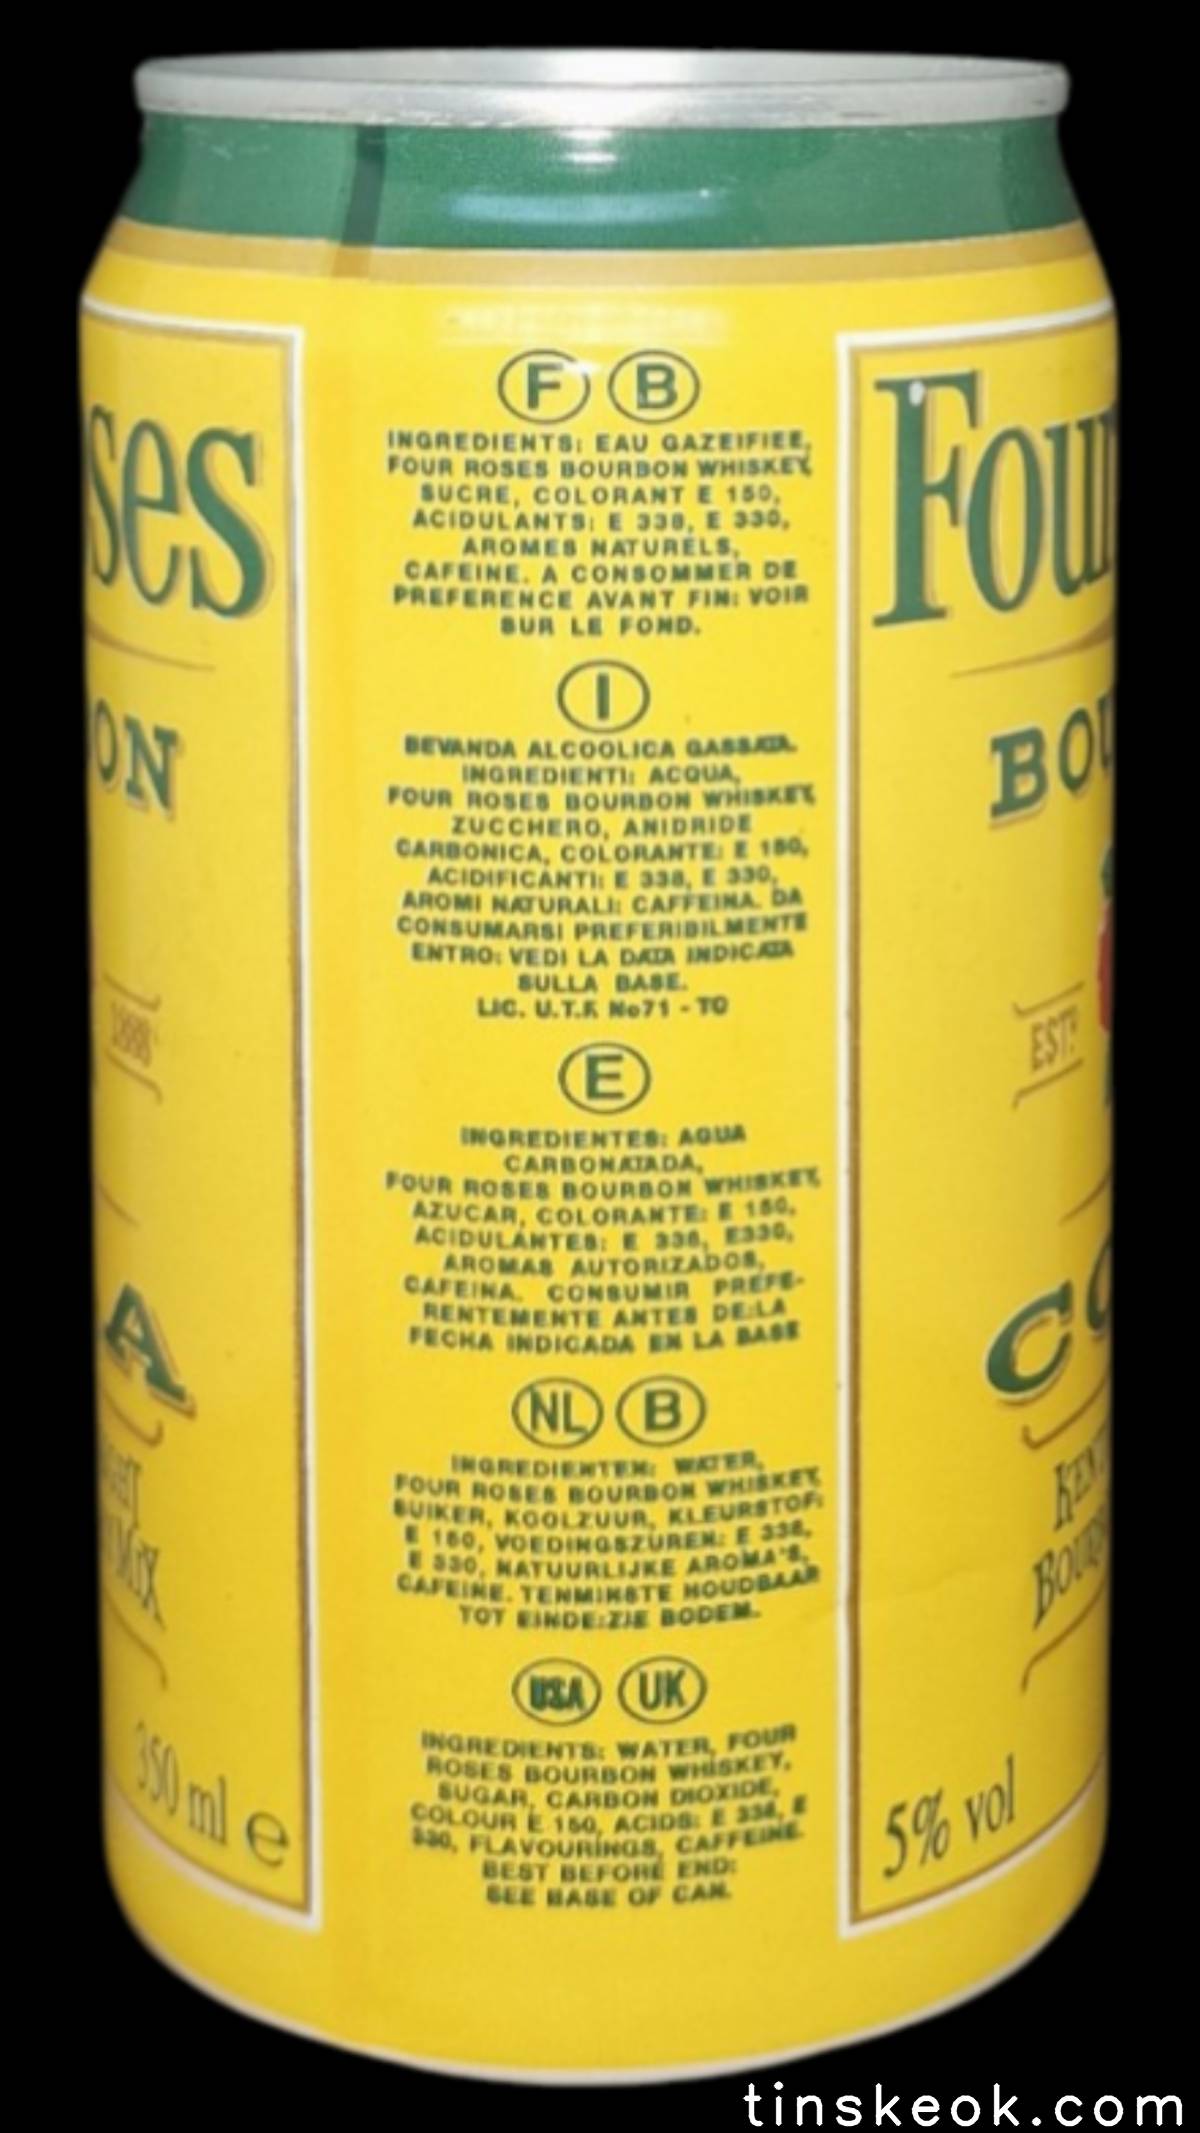 F B
INGREDIENTS: EAU GAZEIFIEE,
FOUR ROSES BOURBON WHISKEY,
SUCRE, COLORANT E 150,
ACIDULANTS: E 338, E 330,
AROMES NATURELS,
CAFEINE. A CONSOMMER DE
PREFERENCE AVANT FIN: VOIR
SUR LE FOND.
I
BEVANDA ALCOOLICA GASSATA.
INGREDIENTI: ACQUA,
FOUR ROSES BOURBON WHISKEY,
ZUCCHERO, ANIDRIDE
CARBONICA, COLORANTE: E 150,
ACIDIFICANTI: E 338, E 330,
AROMI NATURALI: CAFFEINA. DA
CONSUMARSI PREFERIBILMENTE
ENTRO: VEDI LA DATA INDICATA
SULLA BASE.
LIC. U.T.F. No71 - TO
E
INGREDIENTES: AGUA
CARBONATADA,
FOUR ROSES BOURBON WHISKEY,
AZUCAR, COLORANTE: E 150,
ACIDULANTES: E 338, E330,
AROMAS AUTORIZADOS,
CAFEINA. CONSUMIR PREFE-
RENTEMENTE ANTES DE:LA
FECHA INDICADA EN LA BASE
NL B
INGREDIENTEN: WATER,
FOUR ROSES BOURBON WHISKEY,
SUIKER, KOOLZUUR, KLEURSTOF:
E 150, VOEDINGSZUREN: E 338,
E 330, NATUURLIJKE AROMA'S,
CAFEINE. TENMINSTE HOUDBAAR
TOT EINDE:ZIE BODEM.
USA UK
INGREDIENTS: WATER, FOUR
ROSES BOURBON WHISKEY,
SUGAR, CARBON DIOXIDE,
COLOUR E 150, ACIDS: E 338, E
330, FLAVOURINGS, CAFFEINE.
BEST BEFORE END:
SEE BASE OF CAN.
ses
ON
1888
A
MIX
350 ml e
Four
BOU
ESTD
CO
KENT
BOURB
5% vol
tinskeok.com